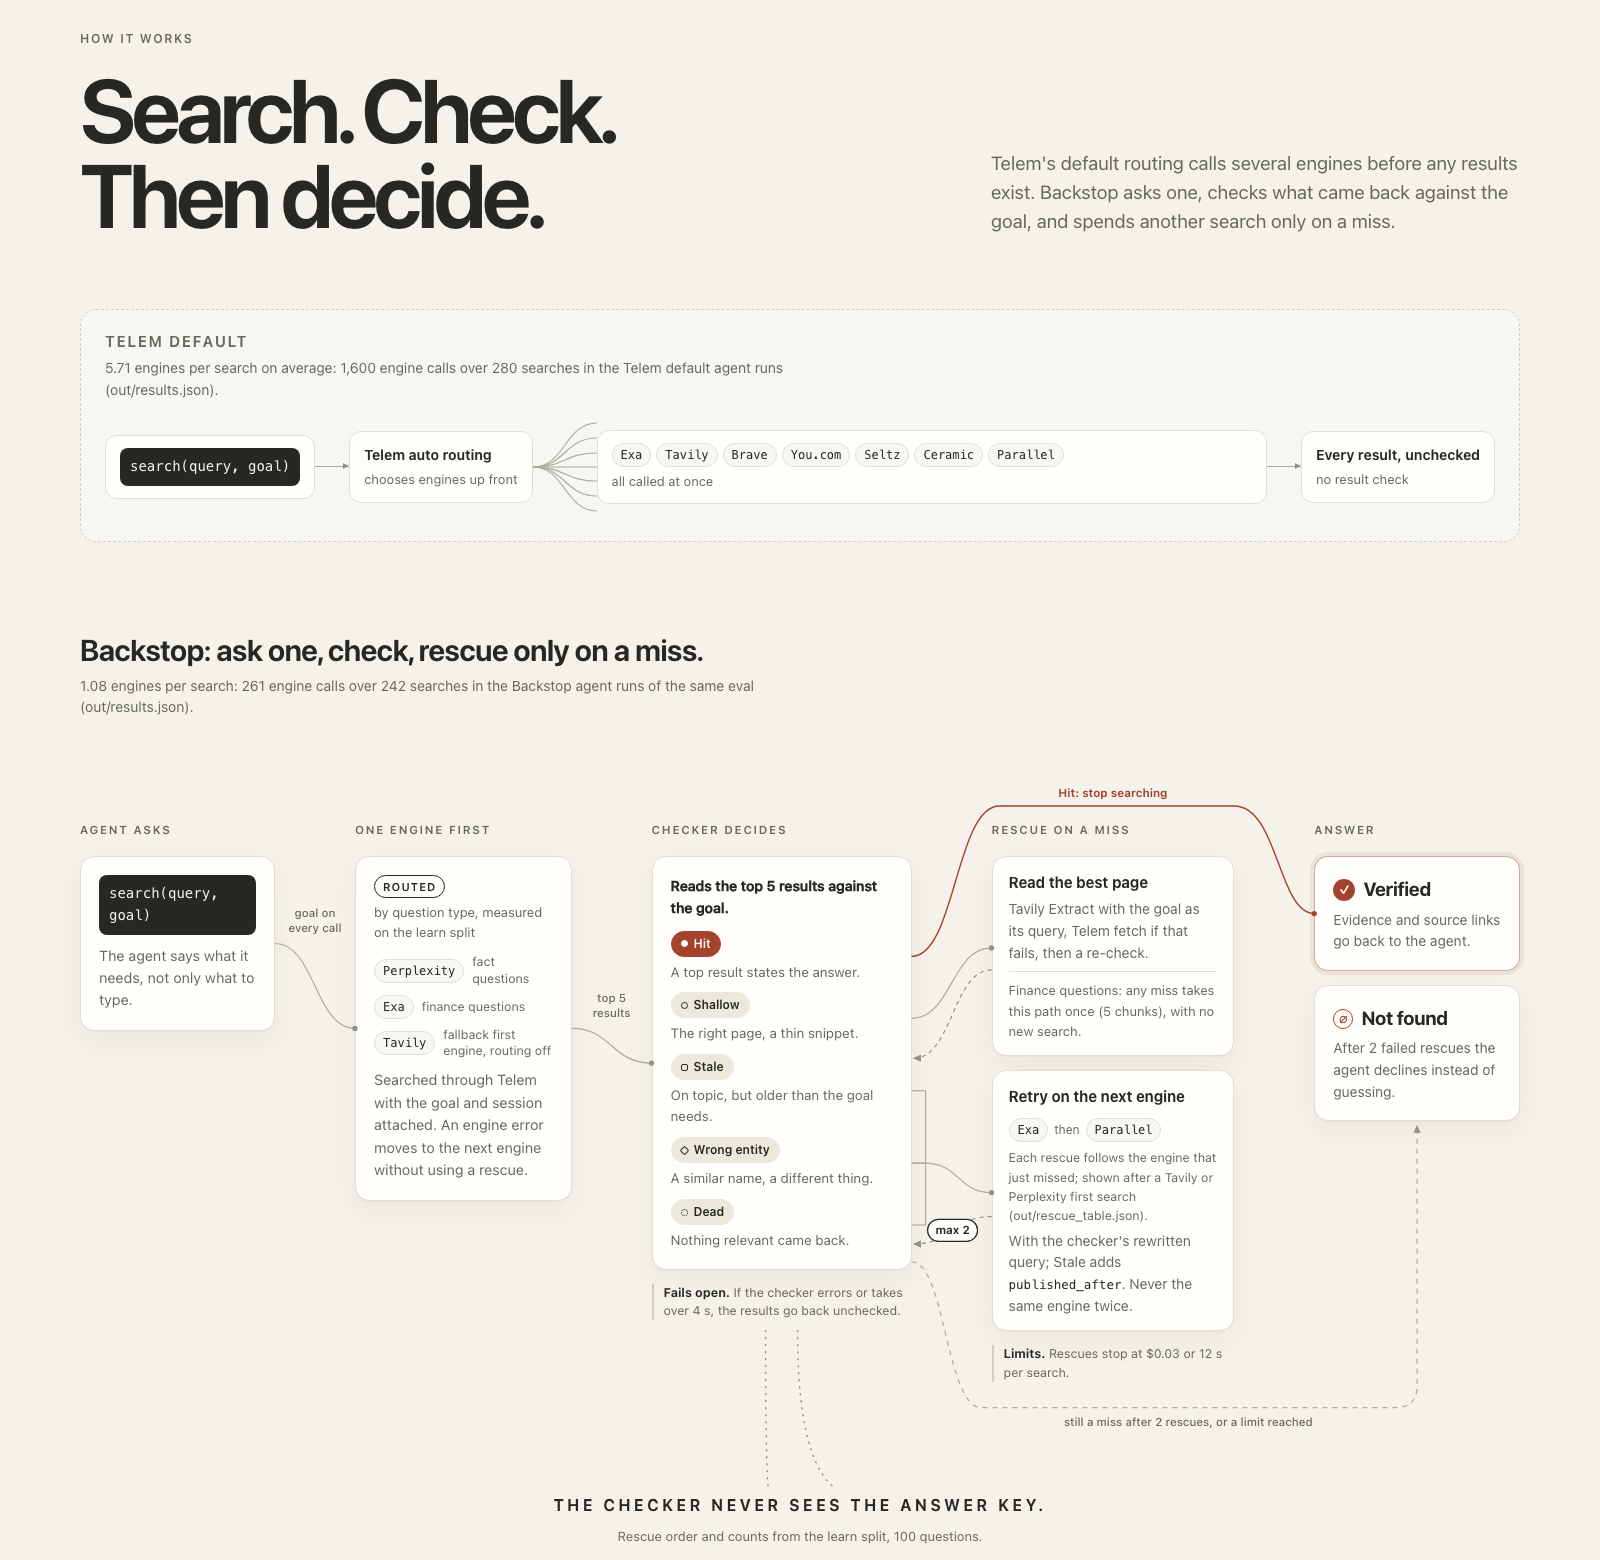 HOW IT WORKS
Search. Check.
Then decide.
Telem's default routing calls several engines before any results
exist. Backstop asks one, checks what came back against the
goal, and spends another search only on a miss.
TELEM DEFAULT
5.71 engines per search on average: 1,600 engine calls over 280 searches in the Telem default agent runs
(out/results.json).
search(query, goal)
Telem auto routing
chooses engines up front
Exa Tavily Brave You.com Seltz Ceramic Parallel
all called at once
Every result, unchecked
no result check
Backstop: ask one, check, rescue only on a miss.
1.08 engines per search: 261 engine calls over 242 searches in the Backstop agent runs of the same eval
(out/results.json).
Hit: stop searching
AGENT ASKS
search(query,
goal)
The agent says what it
needs, not only what to
type.
goal on
every call
ONE ENGINE FIRST
ROUTED
by question type, measured
on the learn split
Perplexity fact
questions
Exa finance questions
Tavily fallback first
engine, routing off
Searched through Telem
with the goal and session
attached. An engine error
moves to the next engine
without using a rescue.
top 5
results
CHECKER DECIDES
Reads the top 5 results against
the goal.
Hit
A top result states the answer.
Shallow
The right page, a thin snippet.
Stale
On topic, but older than the goal
needs.
Wrong entity
A similar name, a different thing.
Dead
Nothing relevant came back.
Fails open. If the checker errors or takes
over 4 s, the results go back unchecked.
max 2
RESCUE ON A MISS
Read the best page
Tavily Extract with the goal as
its query, Telem fetch if that
fails, then a re-check.
Finance questions: any miss takes
this path once (5 chunks), with no
new search.
Retry on the next engine
Exa then Parallel
Each rescue follows the engine that
just missed; shown after a Tavily or
Perplexity first search
(out/rescue_table.json).
With the checker's rewritten
query; Stale adds
published_after. Never the
same engine twice.
Limits. Rescues stop at $0.03 or 12 s
per search.
ANSWER
Verified
Evidence and source links
go back to the agent.
Not found
After 2 failed rescues the
agent declines instead of
guessing.
still a miss after 2 rescues, or a limit reached
THE CHECKER NEVER SEES THE ANSWER KEY.
Rescue order and counts from the learn split, 100 questions.